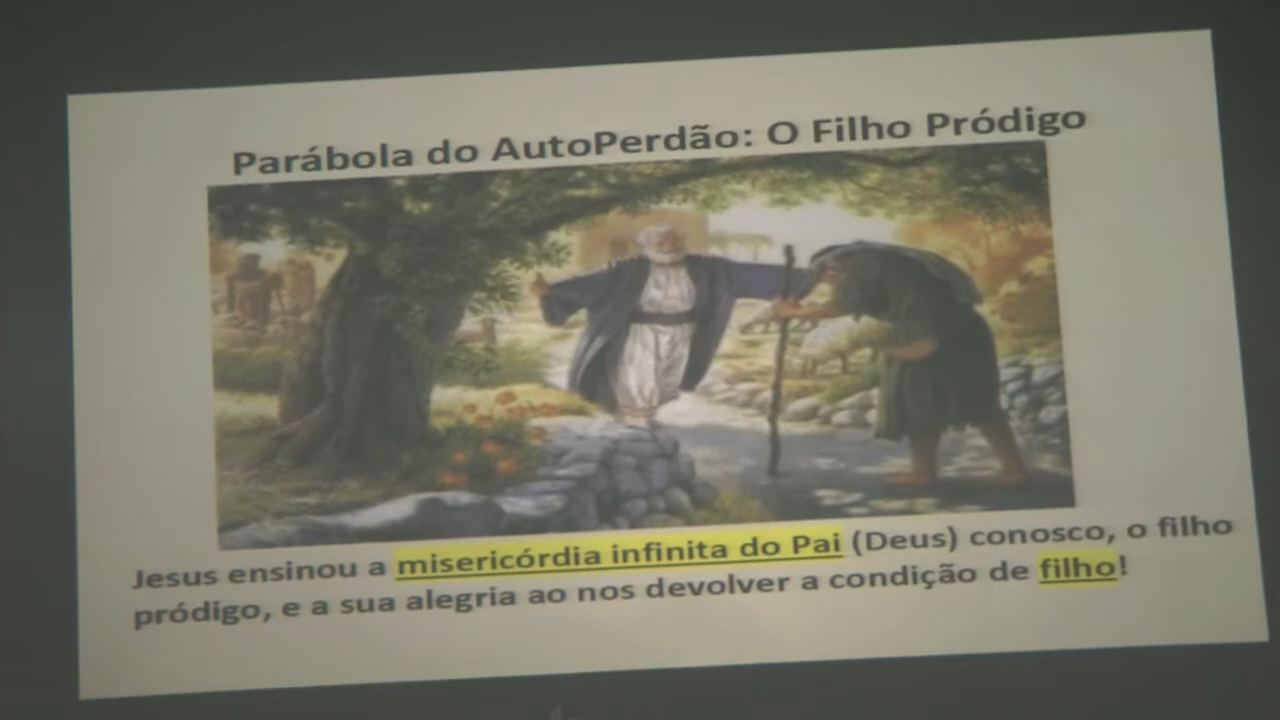 Parábola do AutoPerdão: O Filho Pródigo
Jesus ensinou a misericórdia infinita do Pai (Deus) conosco, o filho
pródigo, e a sua alegria ao nos devolver a condição de filho!